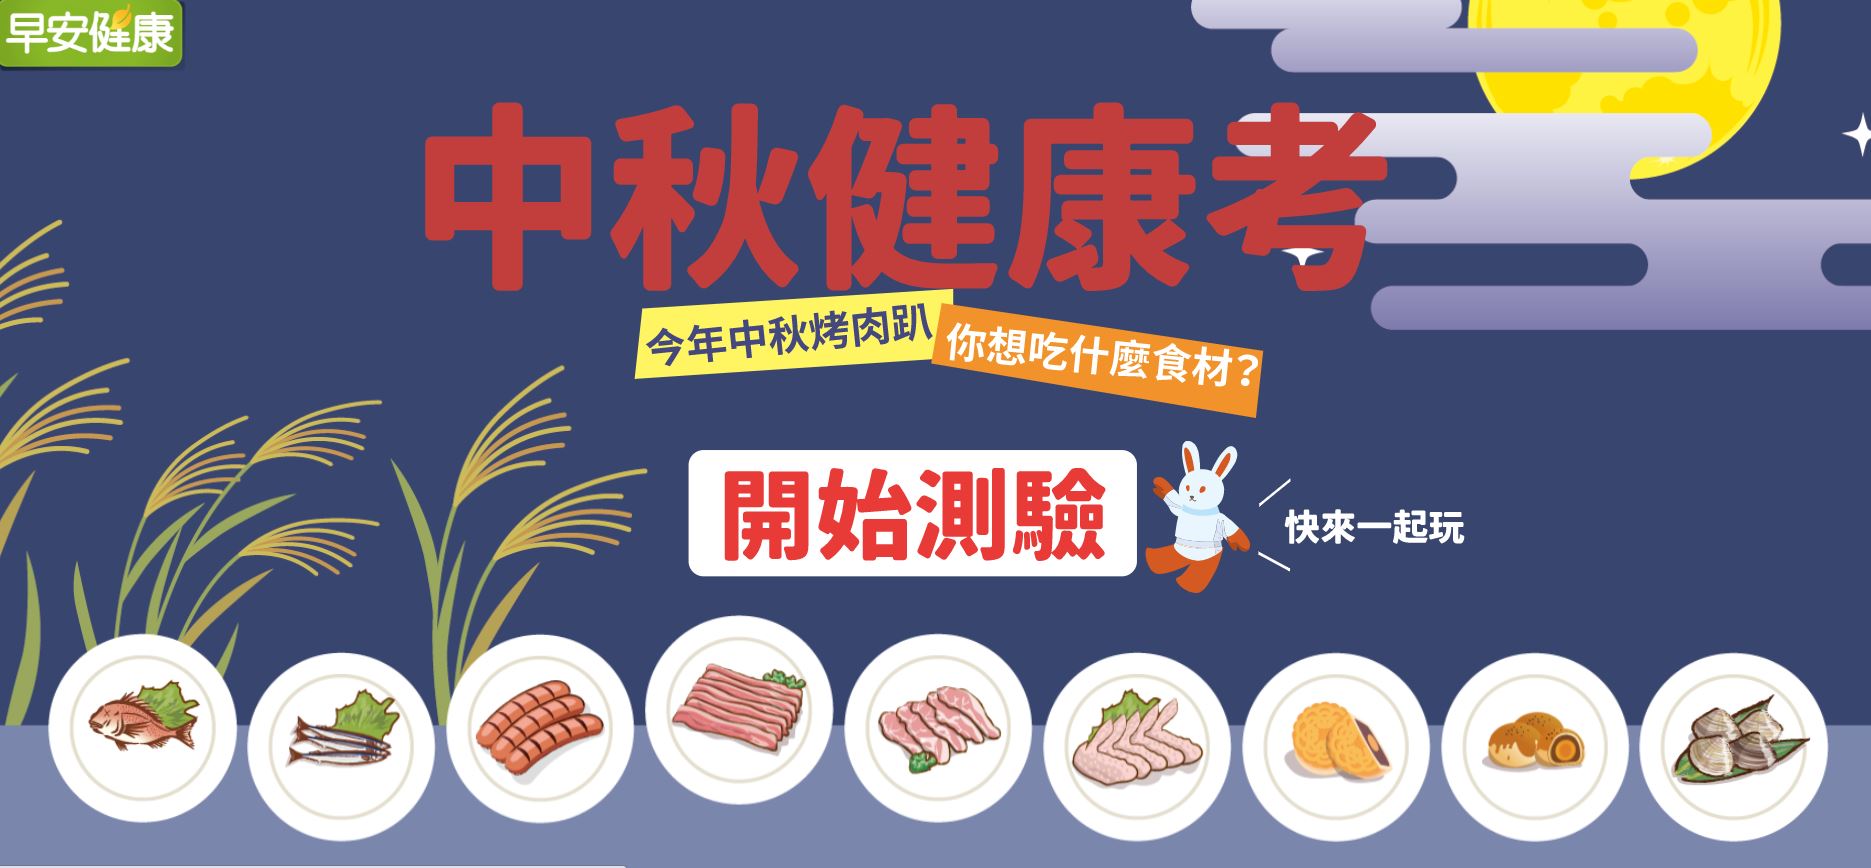 早安健康
中秋健康考
今年中秋烤肉趴
你想吃什麼食材?
開始測驗
快來一起玩